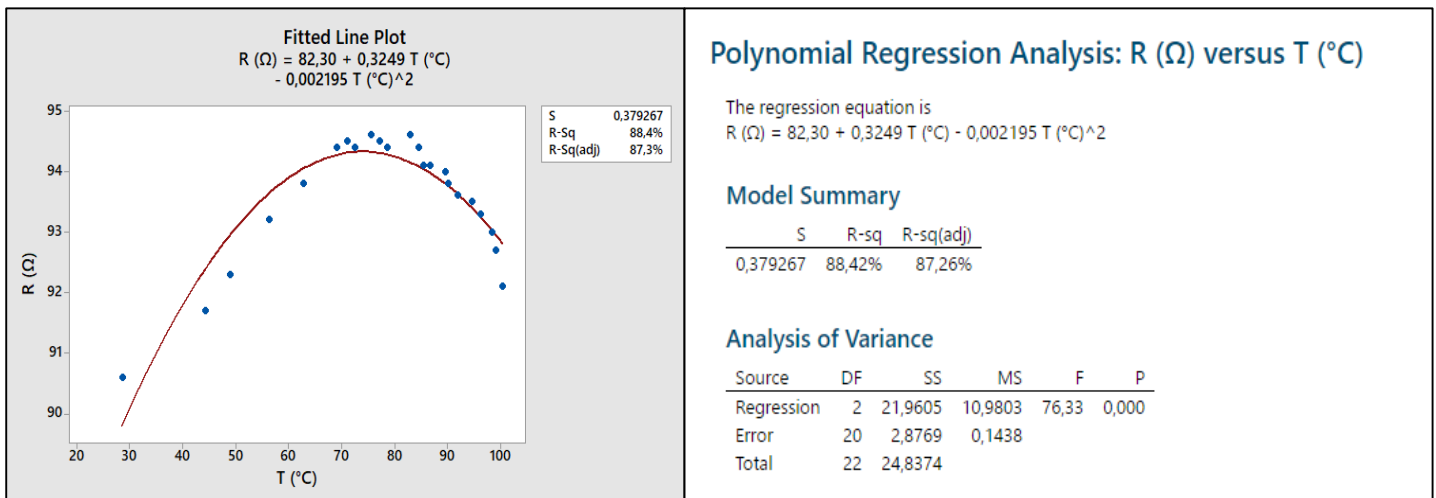 Fitted Line Plot
R (Ω) = 82,30 + 0,3249 T (°C)
- 0,002195 T (°C)^2
S 0,379267
R-Sq 88,4%
R-Sq(adj) 87,3%
95
94
93
92
91
90
R (Ω)
20 30 40 50 60 70 80 90 100
T (°C)
Polynomial Regression Analysis: R (Ω) versus T (°C)
The regression equation is
R (Ω) = 82,30 + 0,3249 T (°C) - 0,002195 T (°C)^2
Model Summary
S R-sq R-sq(adj)
0,379267 88,42% 87,26%
Analysis of Variance
Source DF SS MS F P
Regression 2 21,9605 10,9803 76,33 0,000
Error 20 2,8769 0,1438
Total 22 24,8374